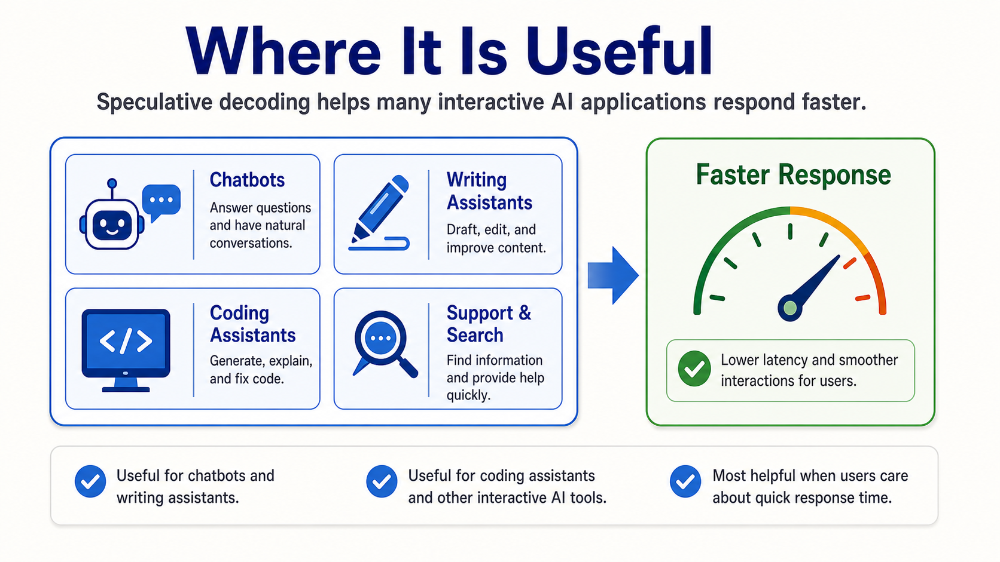 Where It Is Useful
Speculative decoding helps many interactive AI applications respond faster.
Chatbots
Answer questions
and have natural
conversations.
Writing
Assistants
Draft, edit, and
improve content.
Coding
Assistants
Generate, explain,
and fix code.
Support &
Search
Find information
and provide help
quickly.
Faster Response
Lower latency and smoother
interactions for users.
Useful for chatbots and
writing assistants.
Useful for coding assistants
and other interactive AI tools.
Most helpful when users care
about quick response time.